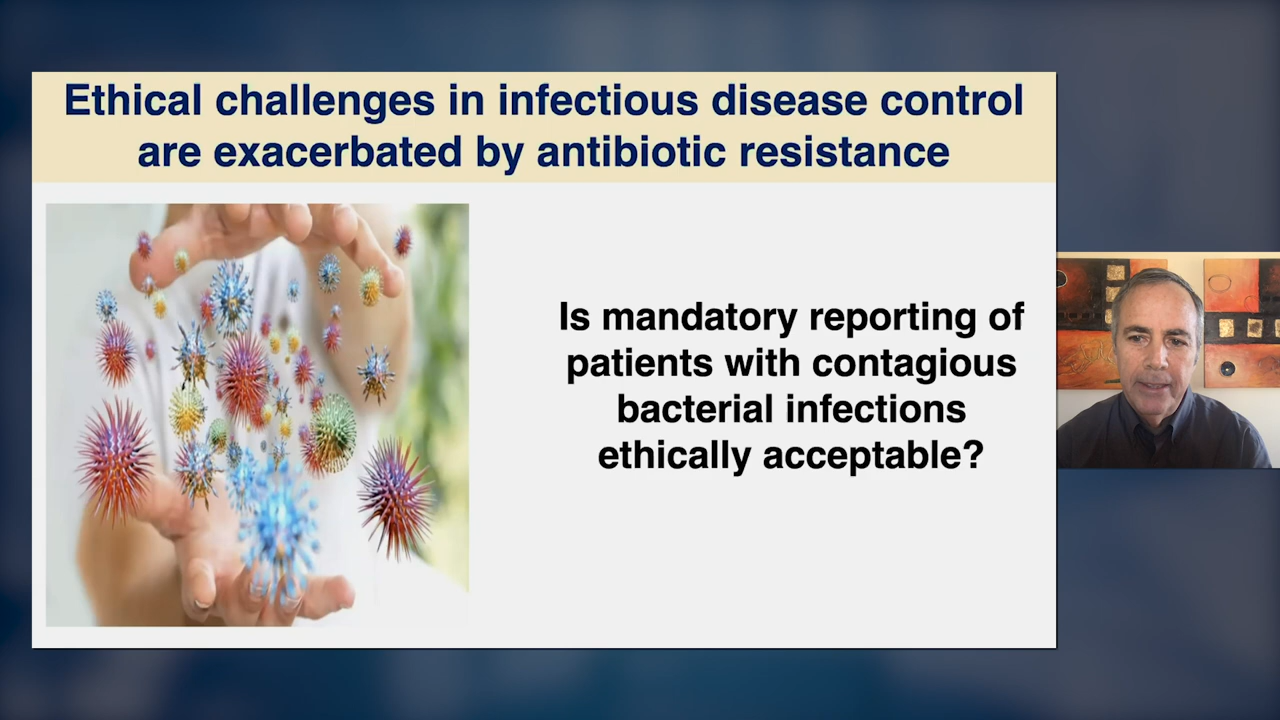 Ethical challenges in infectious disease control
are exacerbated by antibiotic resistance
Is mandatory reporting of
patients with contagious
bacterial infections
ethically acceptable?